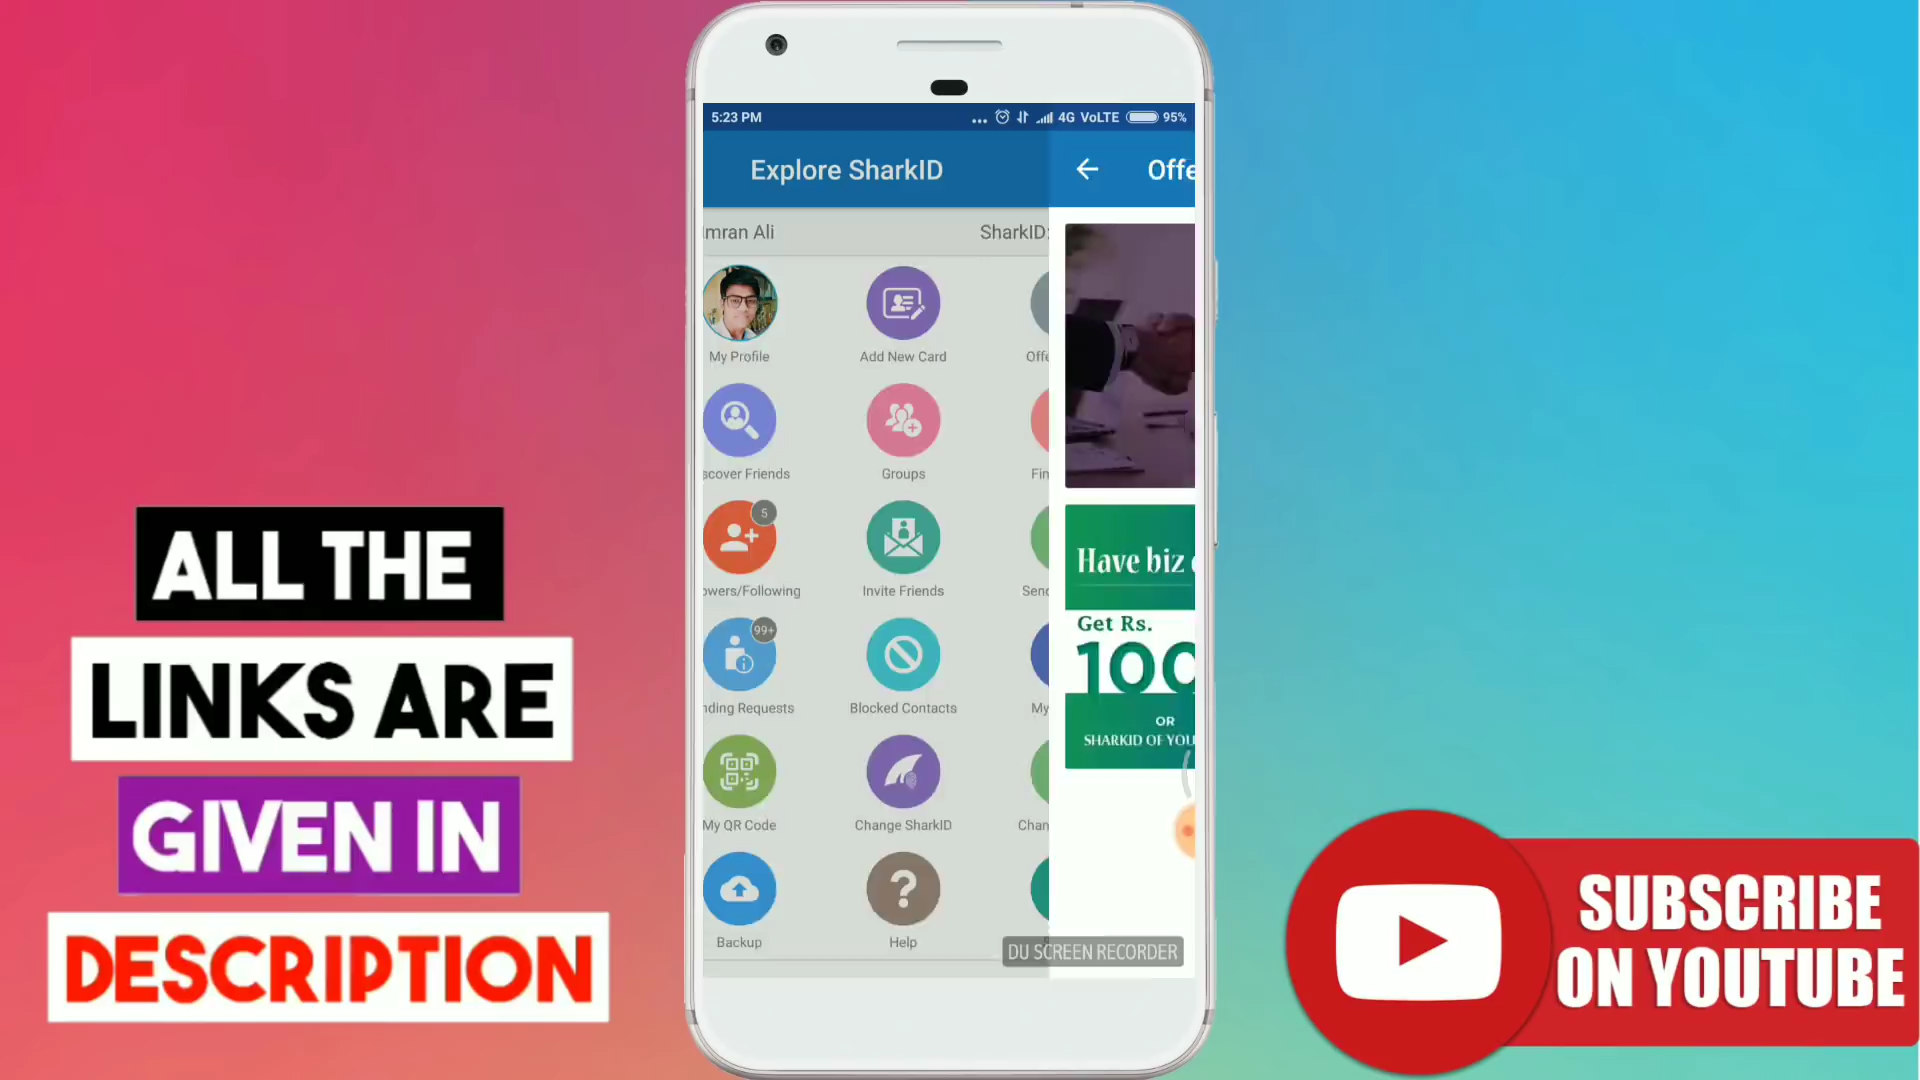 5:23 PM
4G VoLTE 95%
Explore SharkID
Offe
mran Ali
SharkID:
My Profile
Add New Card
Offe
scover Friends
Groups
Fin
5
owers/Following
Invite Friends
Send
99+
nding Requests
Blocked Contacts
My
My QR Code
Change SharkID
Chan
Backup
Help
Have biz
Get Rs.
100
OR
SHARKID OF YOU
DU SCREEN RECORDER
ALL THE
LINKS ARE
GIVEN IN
DESCRIPTION
SUBSCRIBE
ON YOUTUBE